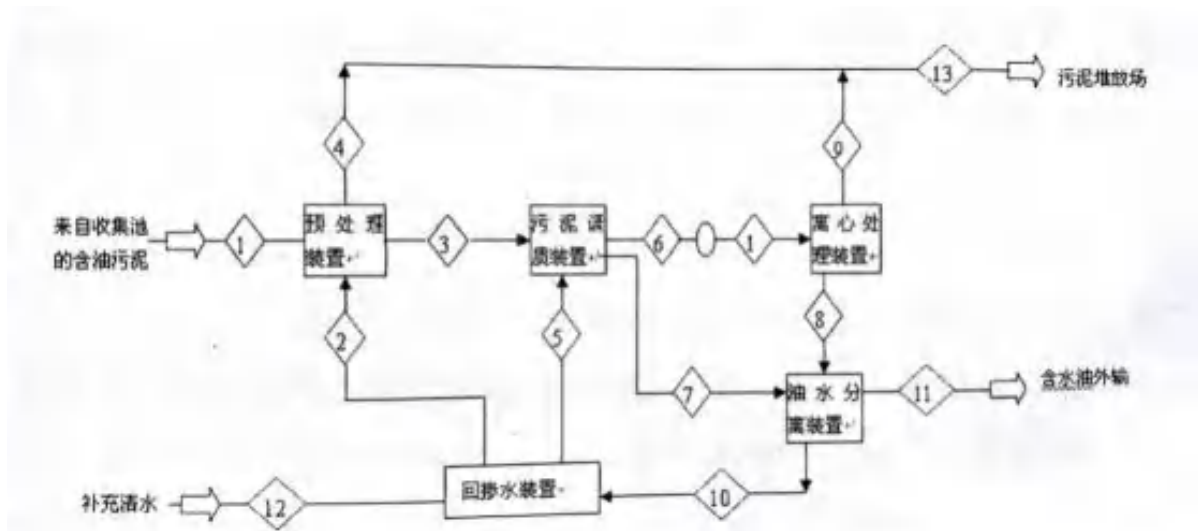 13
污泥堆放场
4
9
来自收集池
的含油污泥
1
预处理
装置
3
污泥调
质装置
6
1
离心处
理装置
2
5
8
7
油水分
离装置
11
含水油外输
补充清水
12
回掺水装置
10